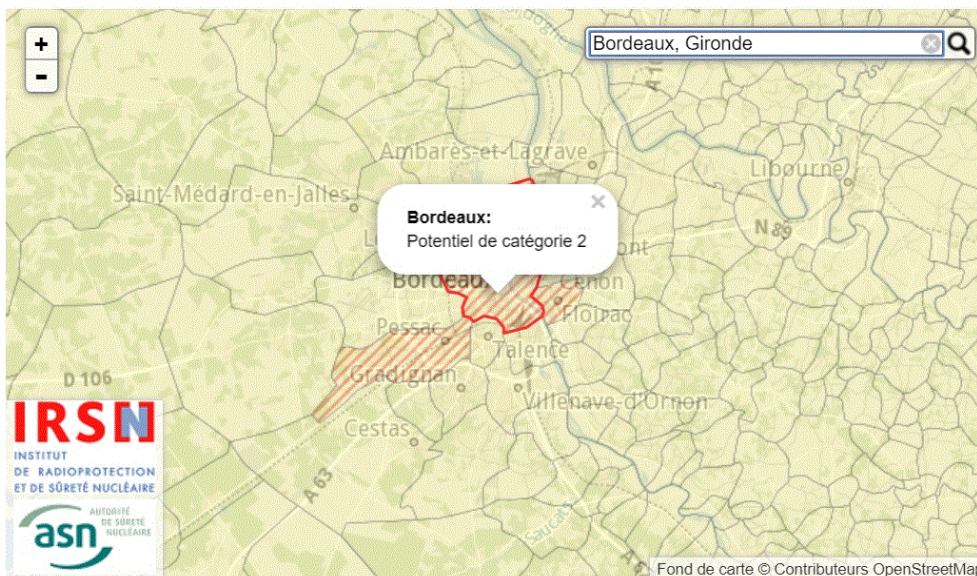 +
-
Bordeaux, Gironde
Ambarès-et-Lagrave
Libourne
Saint-Médard-en-Jalles
A 10
N 89
Bordeaux:
Potentiel de catégorie 2
Bordeaux
Cenon
Floirac
Pessac
Talence
D 106
Gradignan
Villenave-d'Ornon
Cestas
A 63
Saucats
IRSN
INSTITUT
DE RADIOPROTECTION
ET DE SÛRETÉ NUCLÉAIRE
asn
AUTORITÉ
DE SÛRETÉ
NUCLÉAIRE
Fond de carte © Contributeurs OpenStreetMap